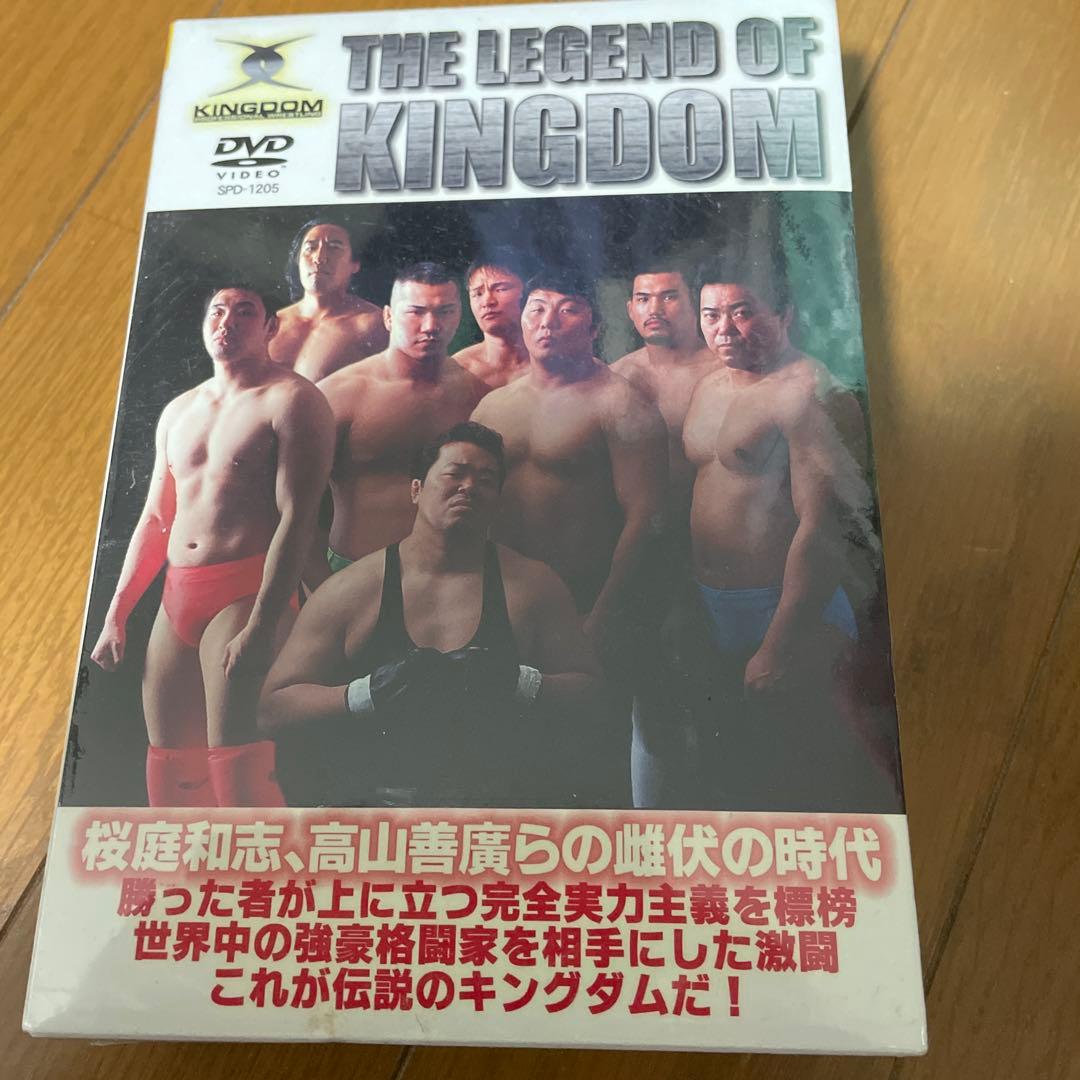 THE LEGEND OF
KINGDOM
KINGDOM
PROFESSIONAL WRESTLING
DVD
VIDEO
SPD-1205
桜庭和志、高山善廣らの雌伏の時代
勝った者が上に立つ完全実力主義を標榜
世界中の強豪格闘家を相手にした激闘
これが伝説のキングダムだ！